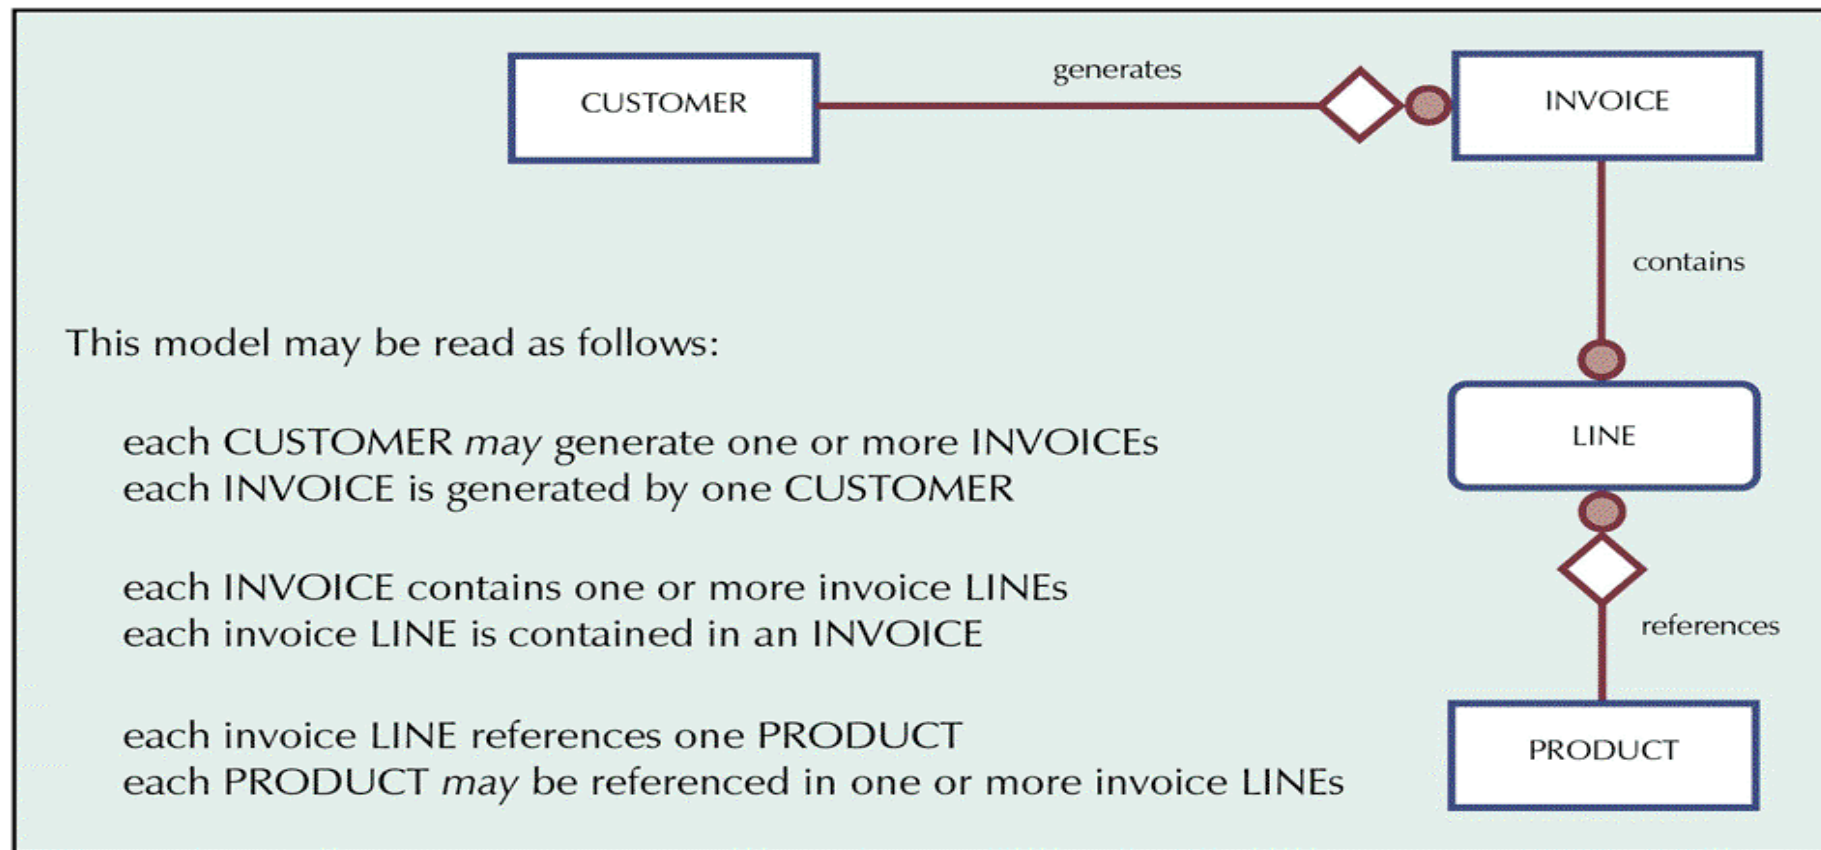 generates
CUSTOMER
INVOICE
contains
This model may be read as follows:
each CUSTOMER may generate one or more INVOICEs
each INVOICE is generated by one CUSTOMER
LINE
each INVOICE contains one or more invoice LINEs
each invoice LINE is contained in an INVOICE
references
each invoice LINE references one PRODUCT
each PRODUCT may be referenced in one or more invoice LINEs
PRODUCT